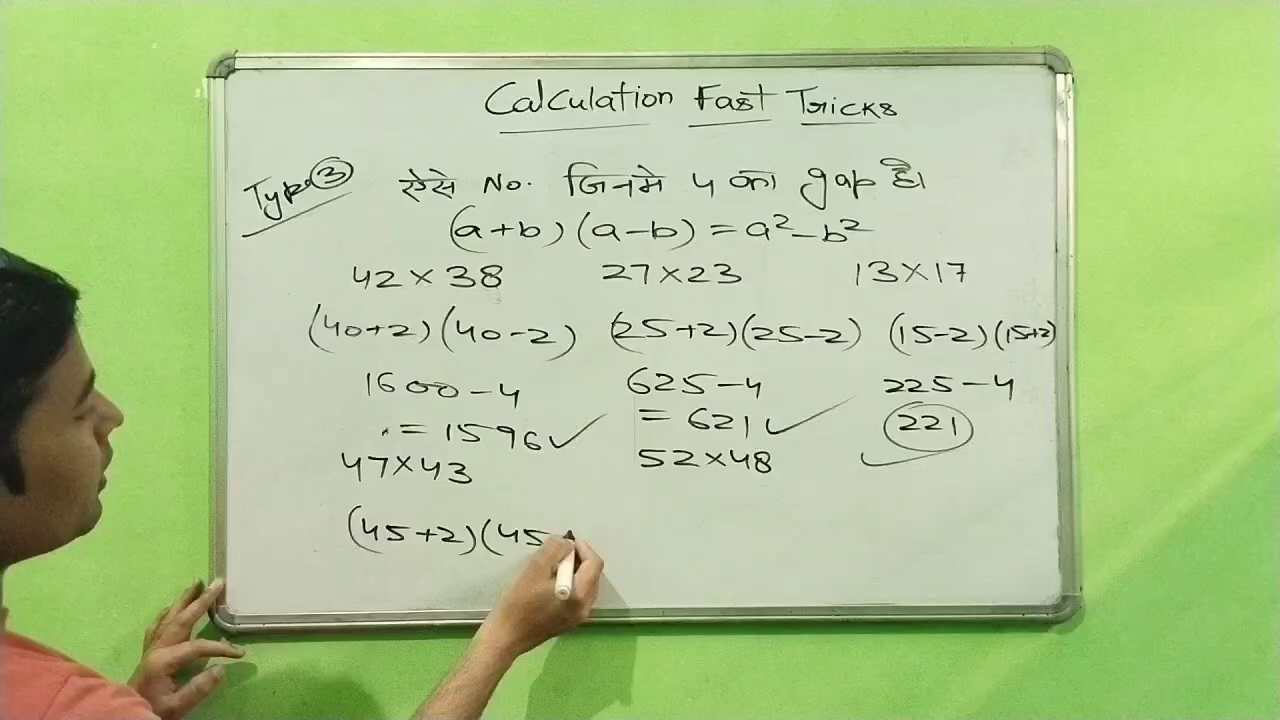 Calculation Fast Tricks
Type ③ ऐसे No. जिनमे 4 का gap है।
(a+b) (a-b) = a²-b²
42 × 38 27×23 13×17
(40+2) (40-2) (25+2)(25-2) (15-2)(15+2)
1600-4 625-4 225-4
= 1596 ✓ = 621 ✓ 221 ✓
47×43 52×48
(45+2)(45